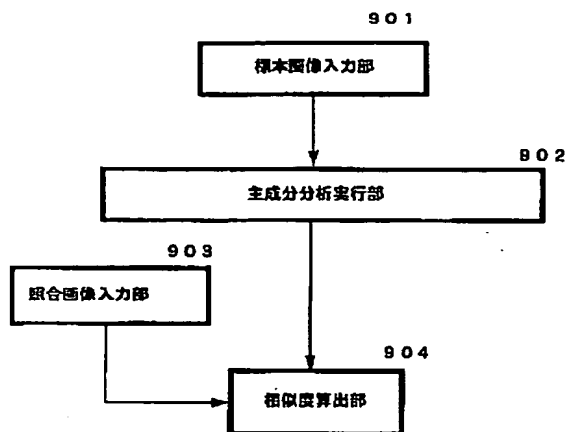 901
標本画像入力部
902
主成分分析実行部
903
照合画像入力部
904
相似度算出部